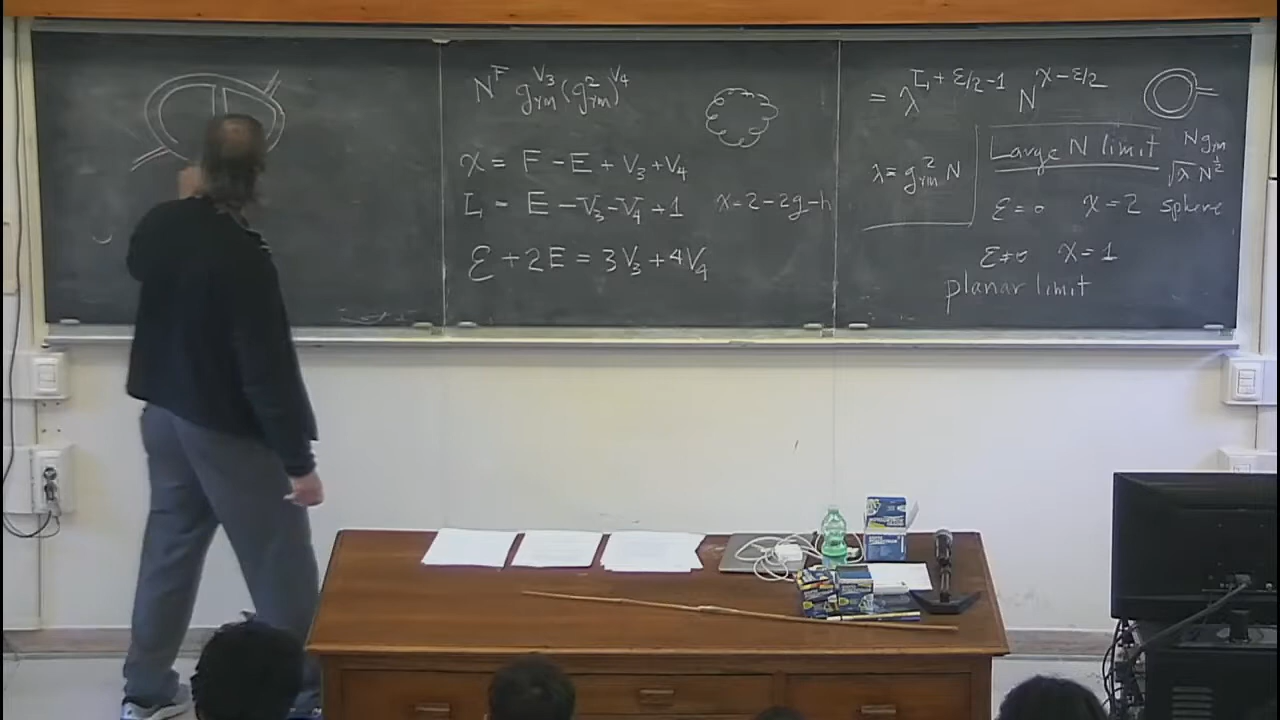 N^F g_{YM}^{V_3} (g_{YM}^2)^{V_4}
χ = F - E + V_3 + V_4
L = E - V_3 - V_4 + 1 χ = 2 - 2g - h
ℰ + 2E = 3V_3 + 4V_4
= λ^{L + ℰ/2 - 1} N^{χ - ℰ/2}
Large N limit N g_{YM}
λ = g_{YM}^2 N √λ N^{1/2}
ℰ = 0 χ = 2 sphere
ℰ ≠ 0 χ = 1
planar limit